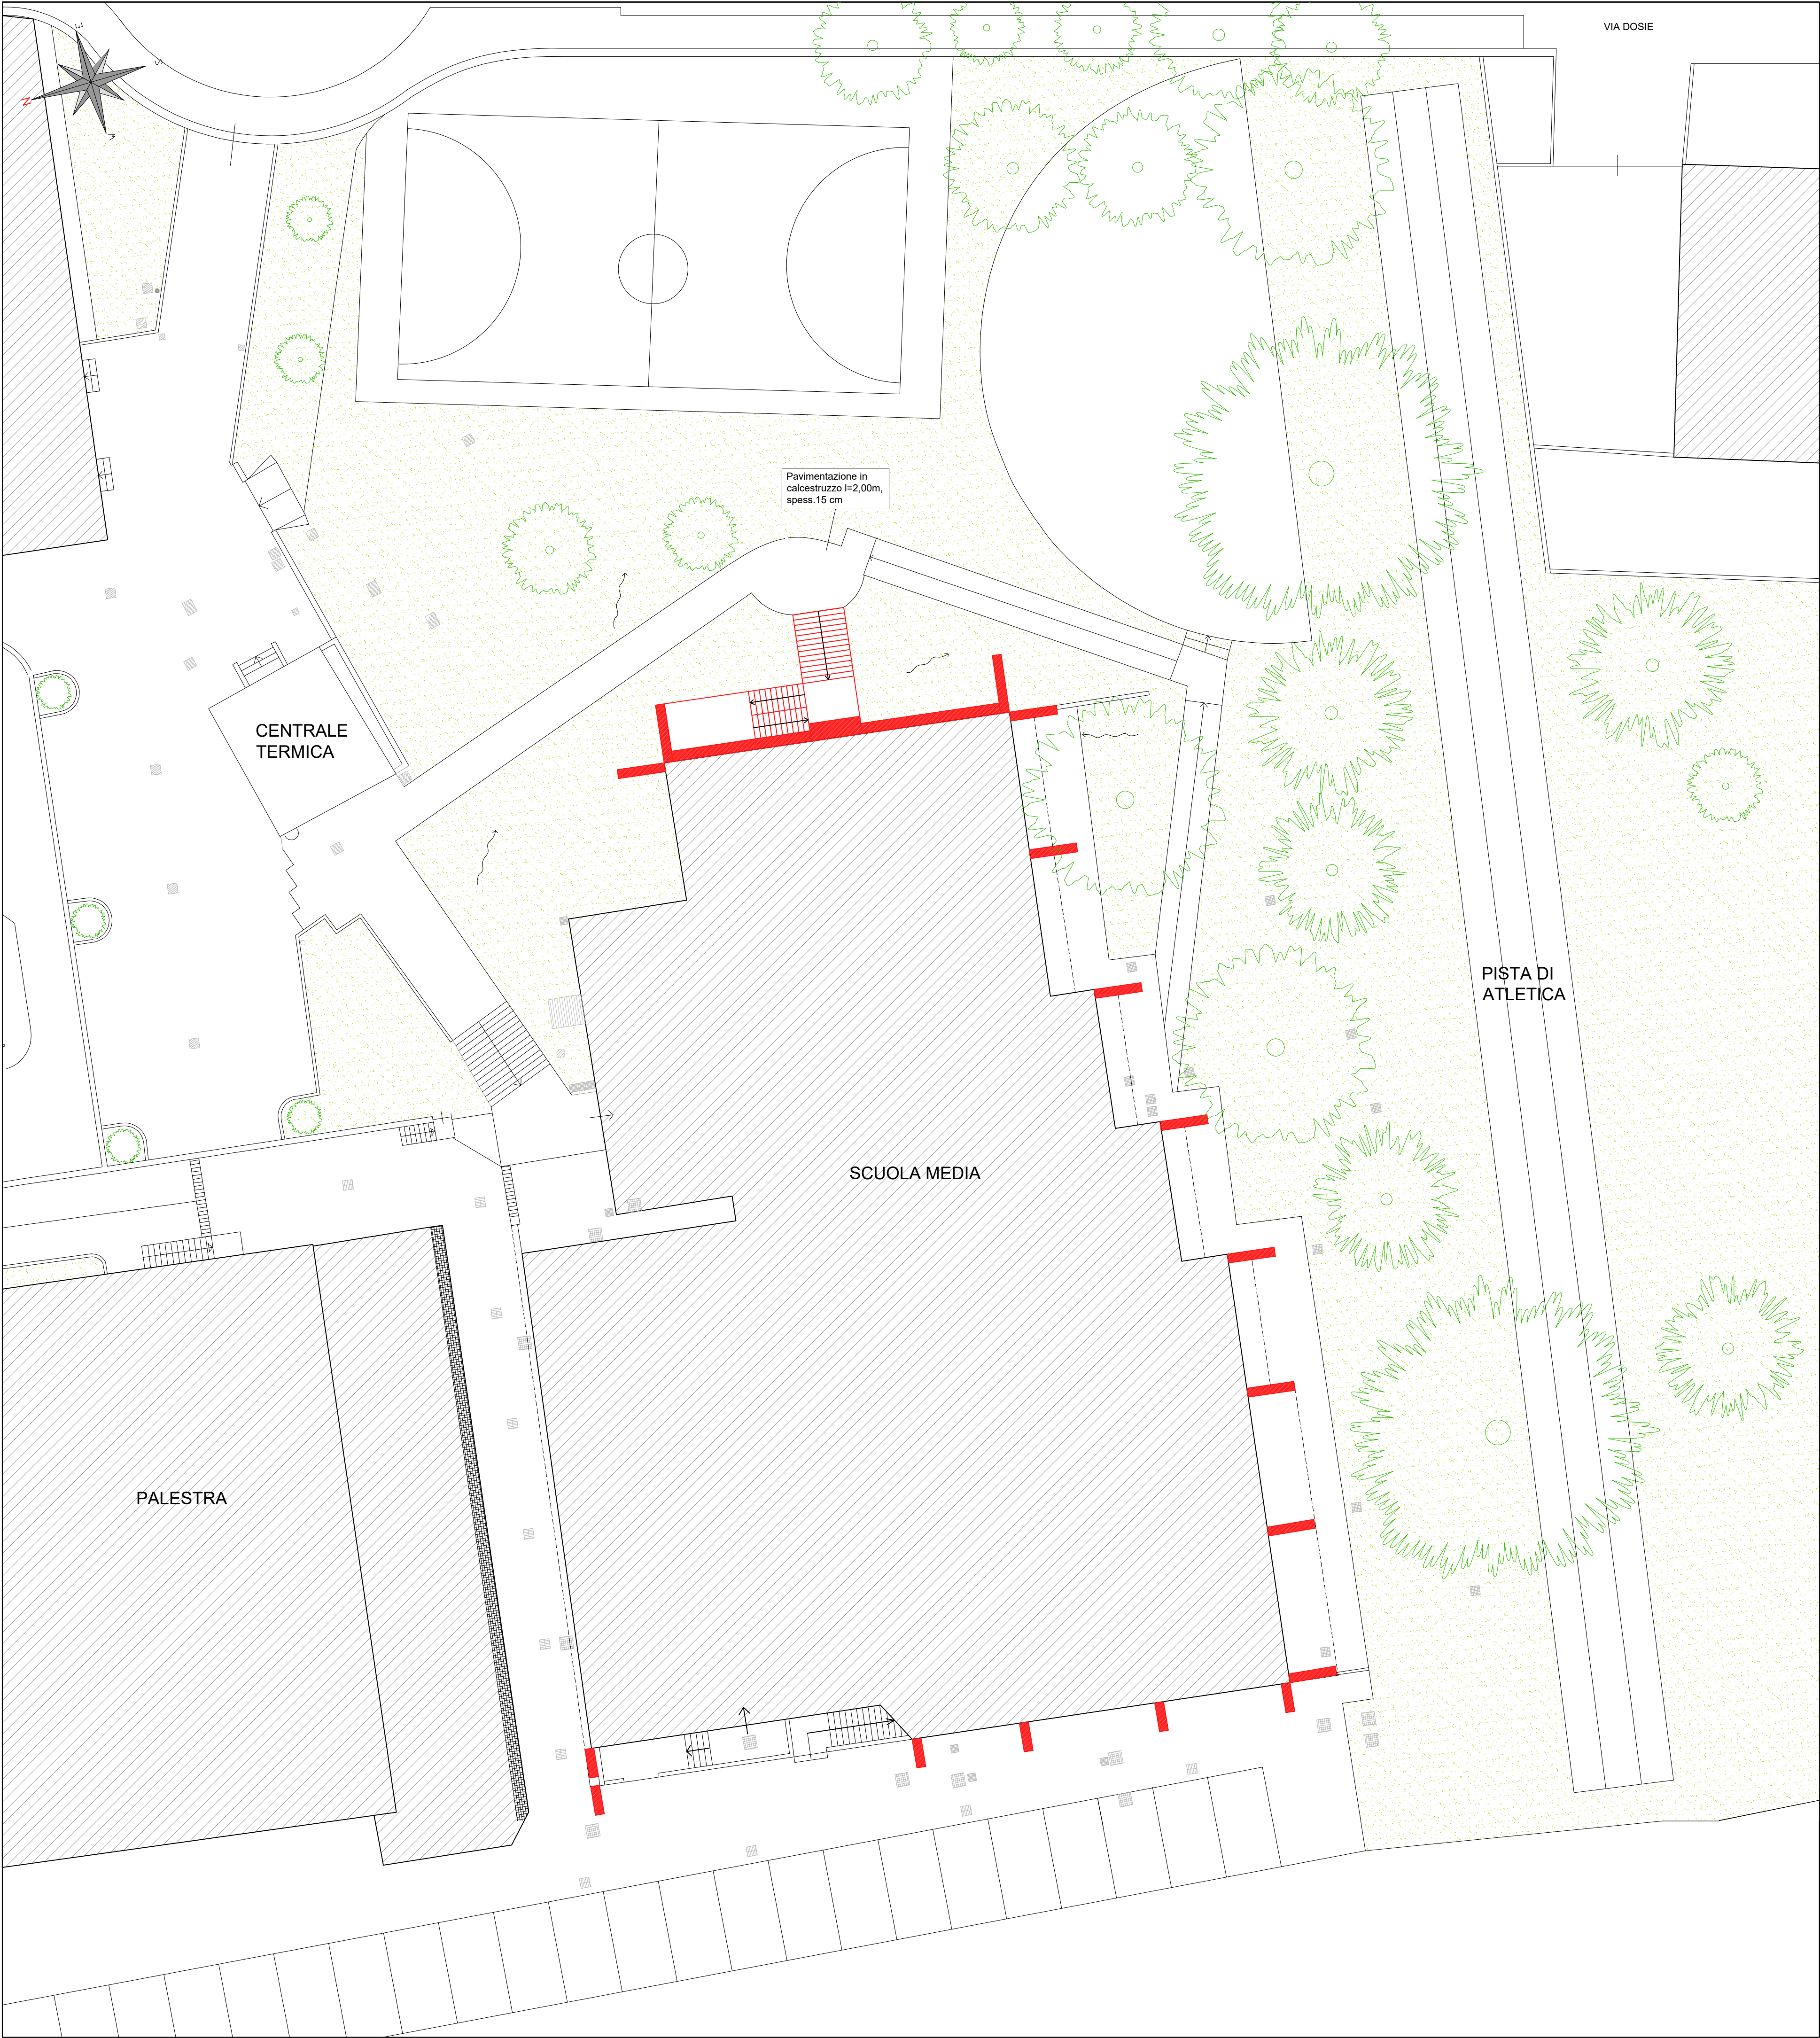 VIA DOSIE
E
S
N
Pavimentazione in
calcestruzzo l=2,00m,
spess.15 cm
CENTRALE
TERMICA
PISTA DI
ATLETICA
SCUOLA MEDIA
PALESTRA